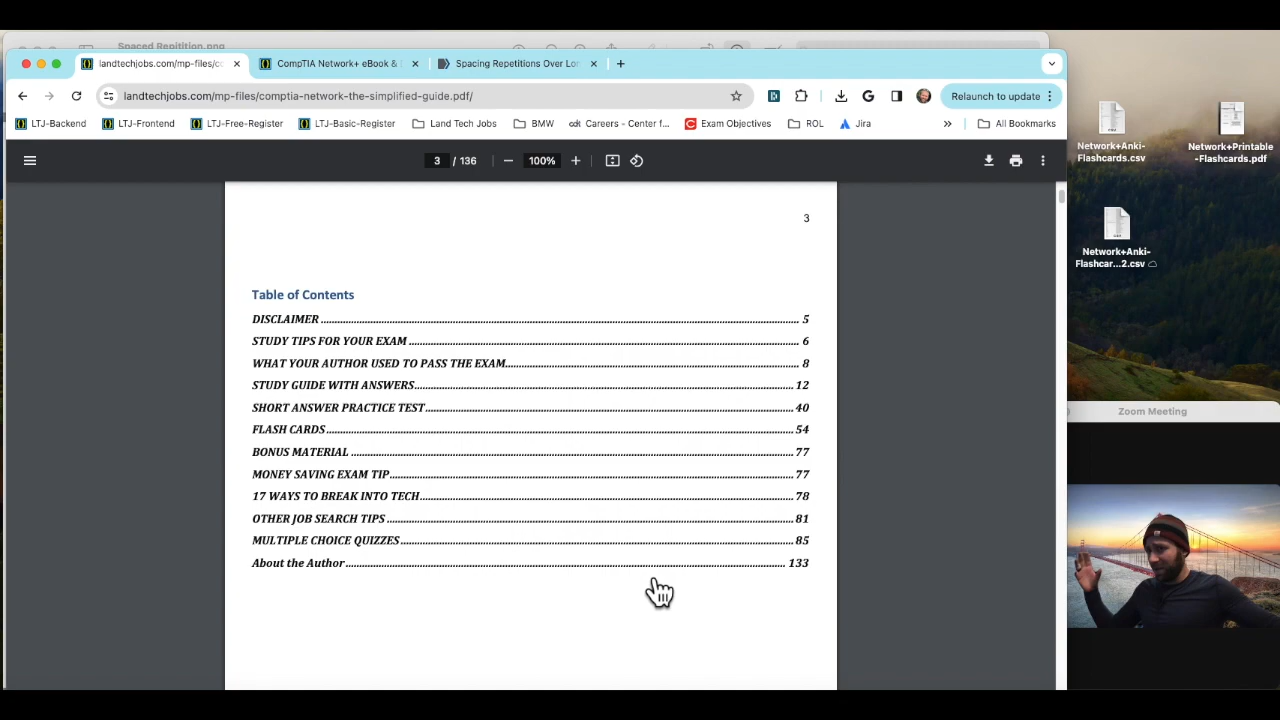 Spaced Repitition.png
landtechjobs.com/mp-files/co
CompTIA Network+ eBook &
Spacing Repetitions Over Lon
landtechjobs.com/mp-files/comptia-network-the-simplified-guide.pdf/
Relaunch to update
LTJ-Backend
LTJ-Frontend
LTJ-Free-Register
LTJ-Basic-Register
Land Tech Jobs
BMW
Careers - Center f...
Exam Objectives
ROL
Jira
»
All Bookmarks
3 / 136
100%
3
Table of Contents
DISCLAIMER 5
STUDY TIPS FOR YOUR EXAM 6
WHAT YOUR AUTHOR USED TO PASS THE EXAM 8
STUDY GUIDE WITH ANSWERS 12
SHORT ANSWER PRACTICE TEST 40
FLASH CARDS 54
BONUS MATERIAL 77
MONEY SAVING EXAM TIP 77
17 WAYS TO BREAK INTO TECH 78
OTHER JOB SEARCH TIPS 81
MULTIPLE CHOICE QUIZZES 85
About the Author 133
Network+Anki-
Flashcards.csv
Network+Printable
-Flashcards.pdf
Network+Anki-
Flashcar...2.csv
Zoom Meeting